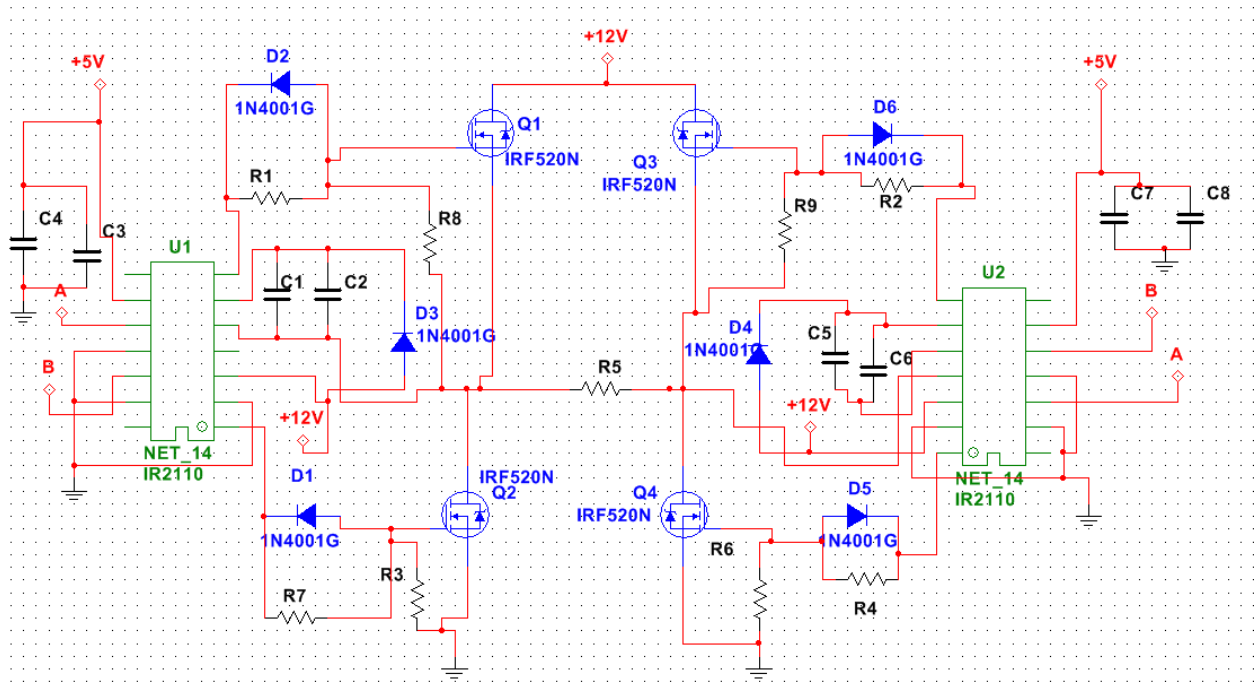 +12V
D2
+5V
+5V
1N4001G
D6
Q1
IRF520N
Q3
IRF520N
1N4001G
R1
R2
C4
C3
R8
R9
C7
C8
U1
U2
A
C1
C2
B
D3
1N4001G
D4
1N4001G
C5
C6
B
R5
A
+12V
+12V
NET_14
IR2110
D1
IRF520N
Q2
Q4
IRF520N
D5
NET_14
IR2110
1N4001G
1N4001G
R6
R3
R7
R4